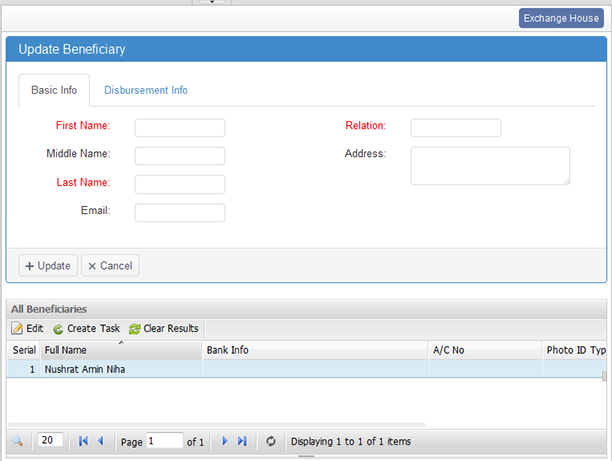 Exchange House
Update Beneficiary
Basic Info Disbursement Info
First Name: Relation:
Middle Name: Address:
Last Name:
Email:
+ Update × Cancel
All Beneficiaries
Edit Create Task Clear Results
Serial Full Name Bank Info A/C No Photo ID Typ
1 Nushrat Amin Niha
20 Page 1 of 1 Displaying 1 to 1 of 1 items